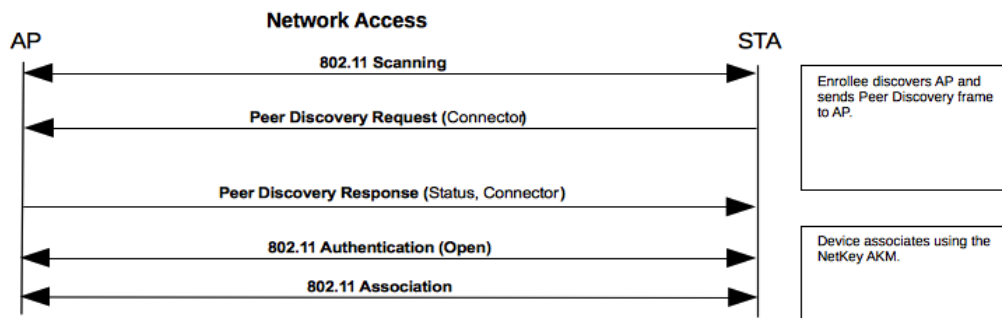 Network Access
AP
STA
802.11 Scanning
Enrollee discovers AP and
sends Peer Discovery frame
to AP.
Peer Discovery Request (Connector)
Peer Discovery Response (Status, Connector)
802.11 Authentication (Open)
Device associates using the
NetKey AKM.
802.11 Association